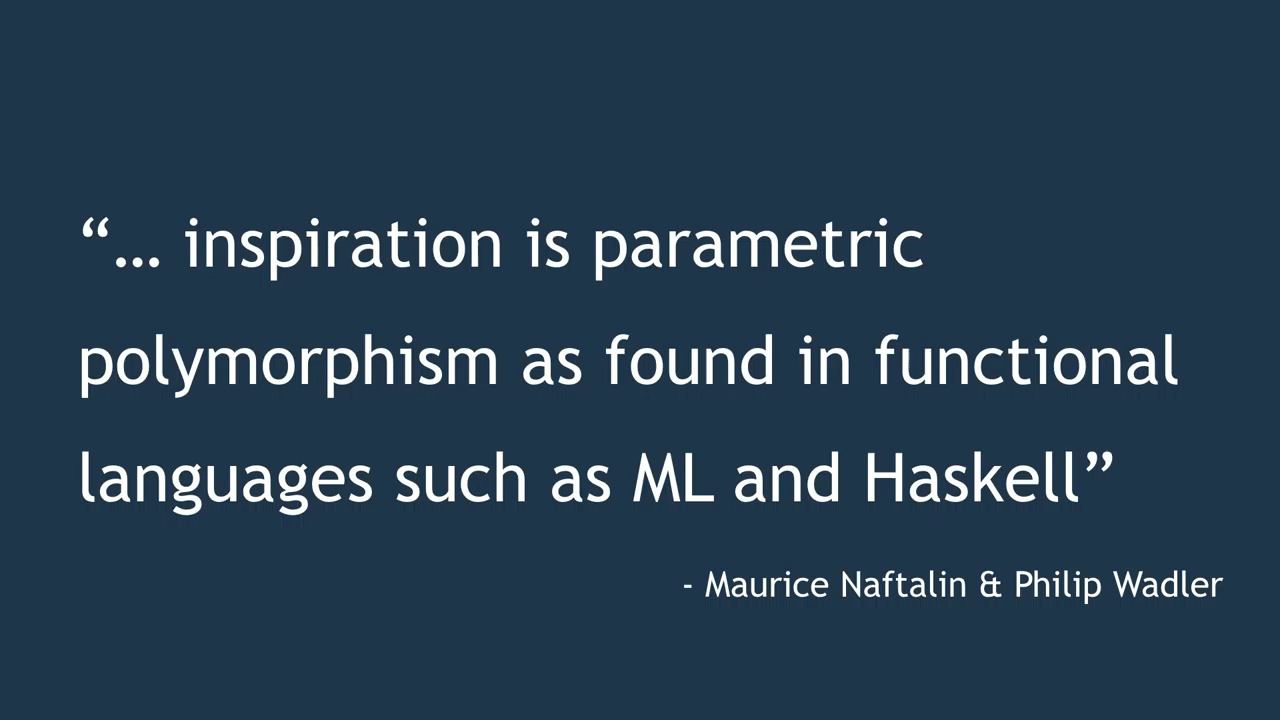 “… inspiration is parametric
polymorphism as found in functional
languages such as ML and Haskell”
- Maurice Naftalin & Philip Wadler